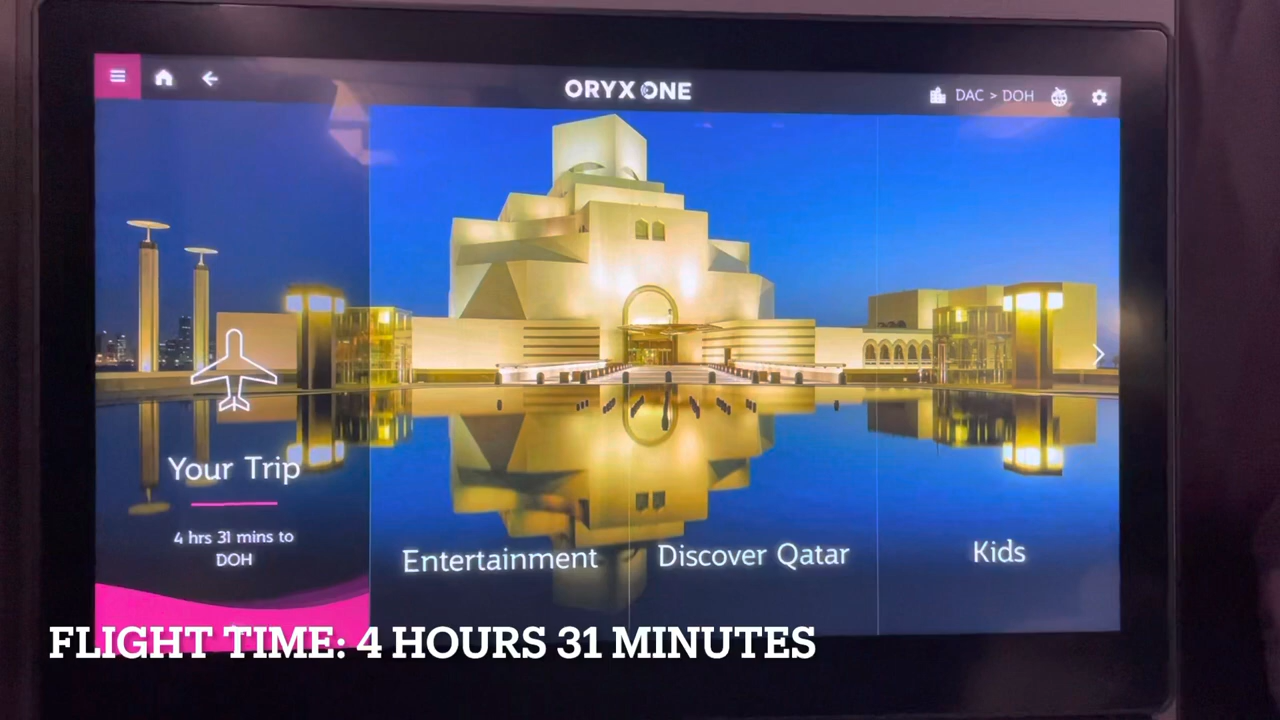 ORYX ONE
DAC > DOH
Your Trip
4 hrs 31 mins to
DOH
Entertainment
Discover Qatar
Kids
FLIGHT TIME: 4 HOURS 31 MINUTES